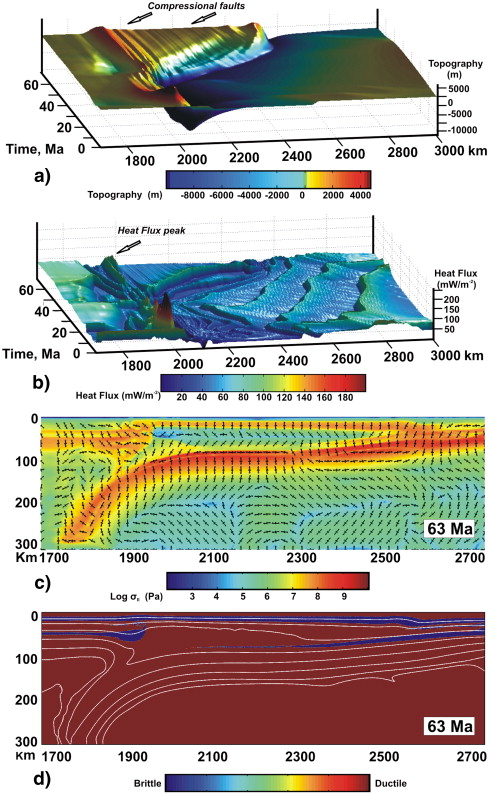 Compressional faults
Topography
(m)
5000
0
-5000
-10000
60
40
20
0
Time, Ma
1800 2000 2200 2400 2600 2800 3000 km
a)
Topography (m)
-8000 -6000 -4000 -2000 0 2000 4000
Heat Flux peak
Heat Flux
(mW/m-2)
200
150
100
50
60
40
20
0
Time, Ma
1800 2000 2200 2400 2600 2800 3000 km
b)
Heat Flux (mW/m-2)
20 40 60 80 100 120 140 160 180
0
100
200
300
63 Ma
Km 1700 1900 2100 2300 2500 2700
c)
Log σII (Pa)
3 4 5 6 7 8 9
0
100
200
300
63 Ma
Km 1700 1900 2100 2300 2500 2700
d)
Brittle Ductile